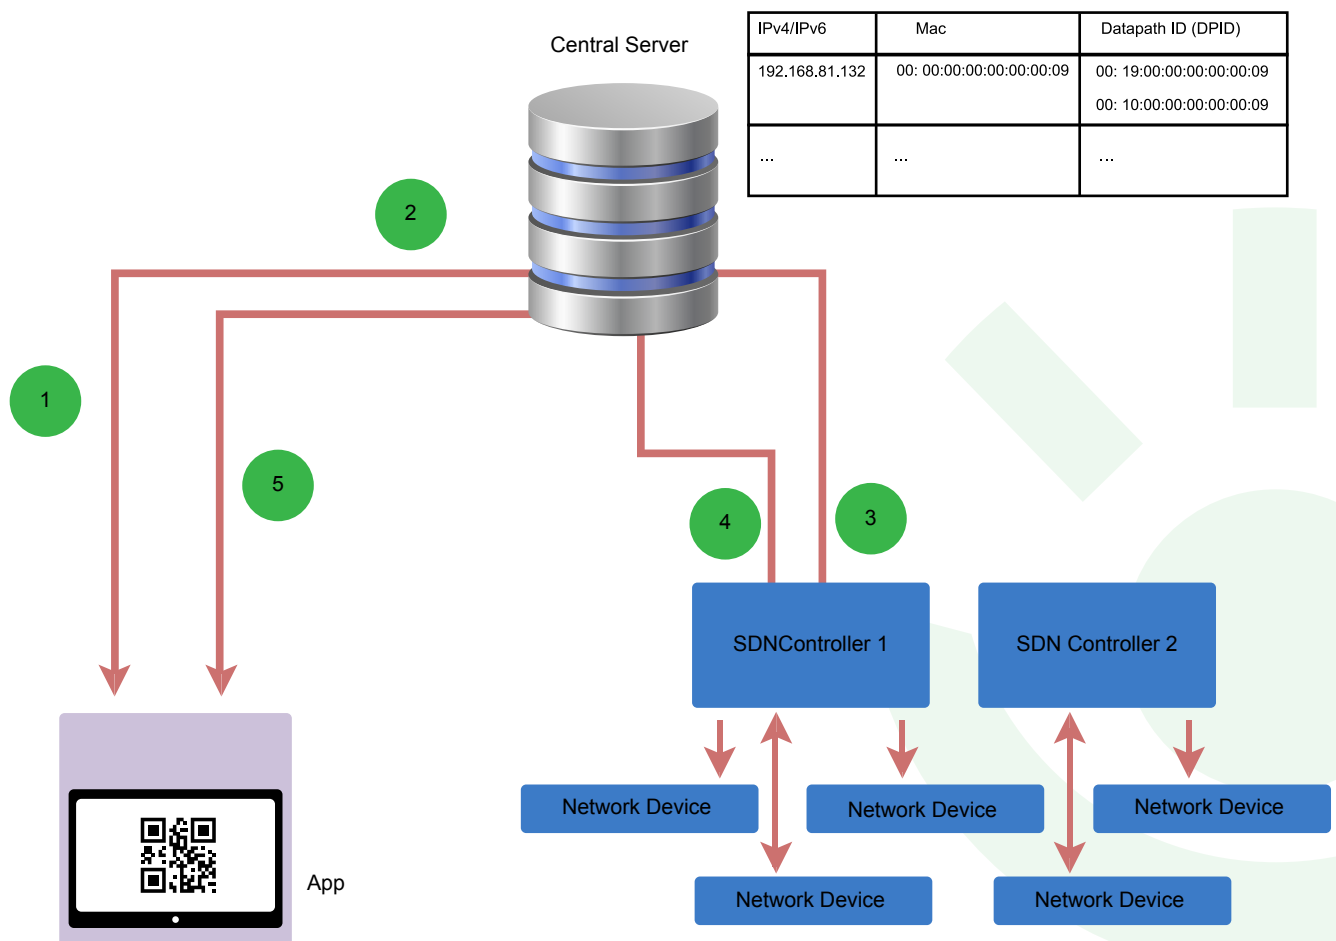 Central Server
IPv4/IPv6 Mac Datapath ID (DPID)
192.168.81.132 00: 00:00:00:00:00:00:09 00: 19:00:00:00:00:00:09
00: 10:00:00:00:00:00:09
... ... ...
2
1
5
4
3
SDNController 1
SDN Controller 2
Network Device
Network Device
Network Device
Network Device
Network Device
App